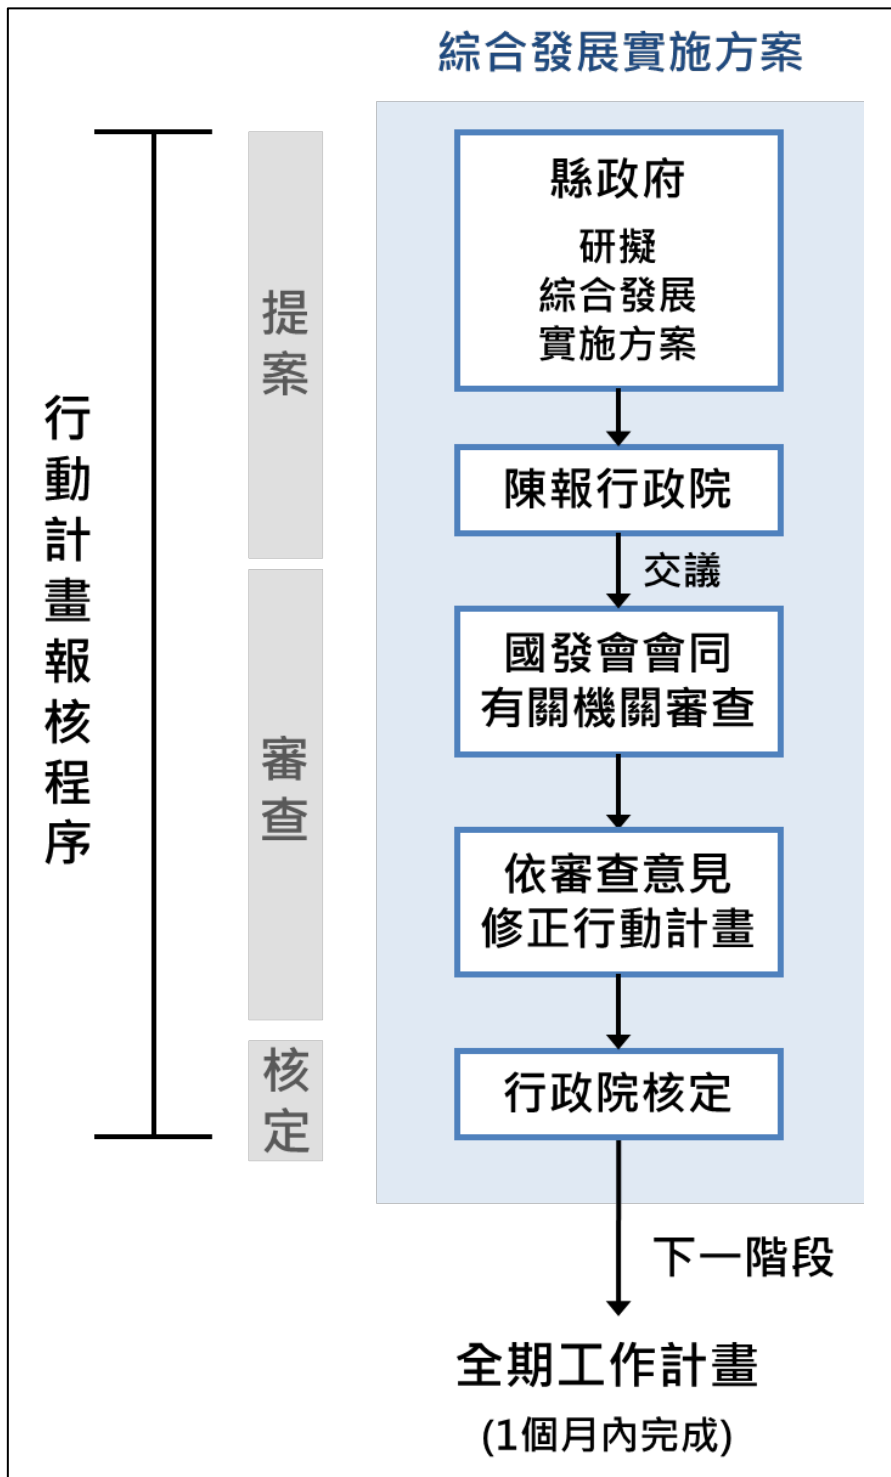 綜合發展實施方案
行動計畫報核程序
提案
縣政府
研擬
綜合發展
實施方案
陳報行政院
交議
審查
國發會會同
有關機關審查
依審查意見
修正行動計畫
核定
行政院核定
下一階段
全期工作計畫
(1個月內完成)